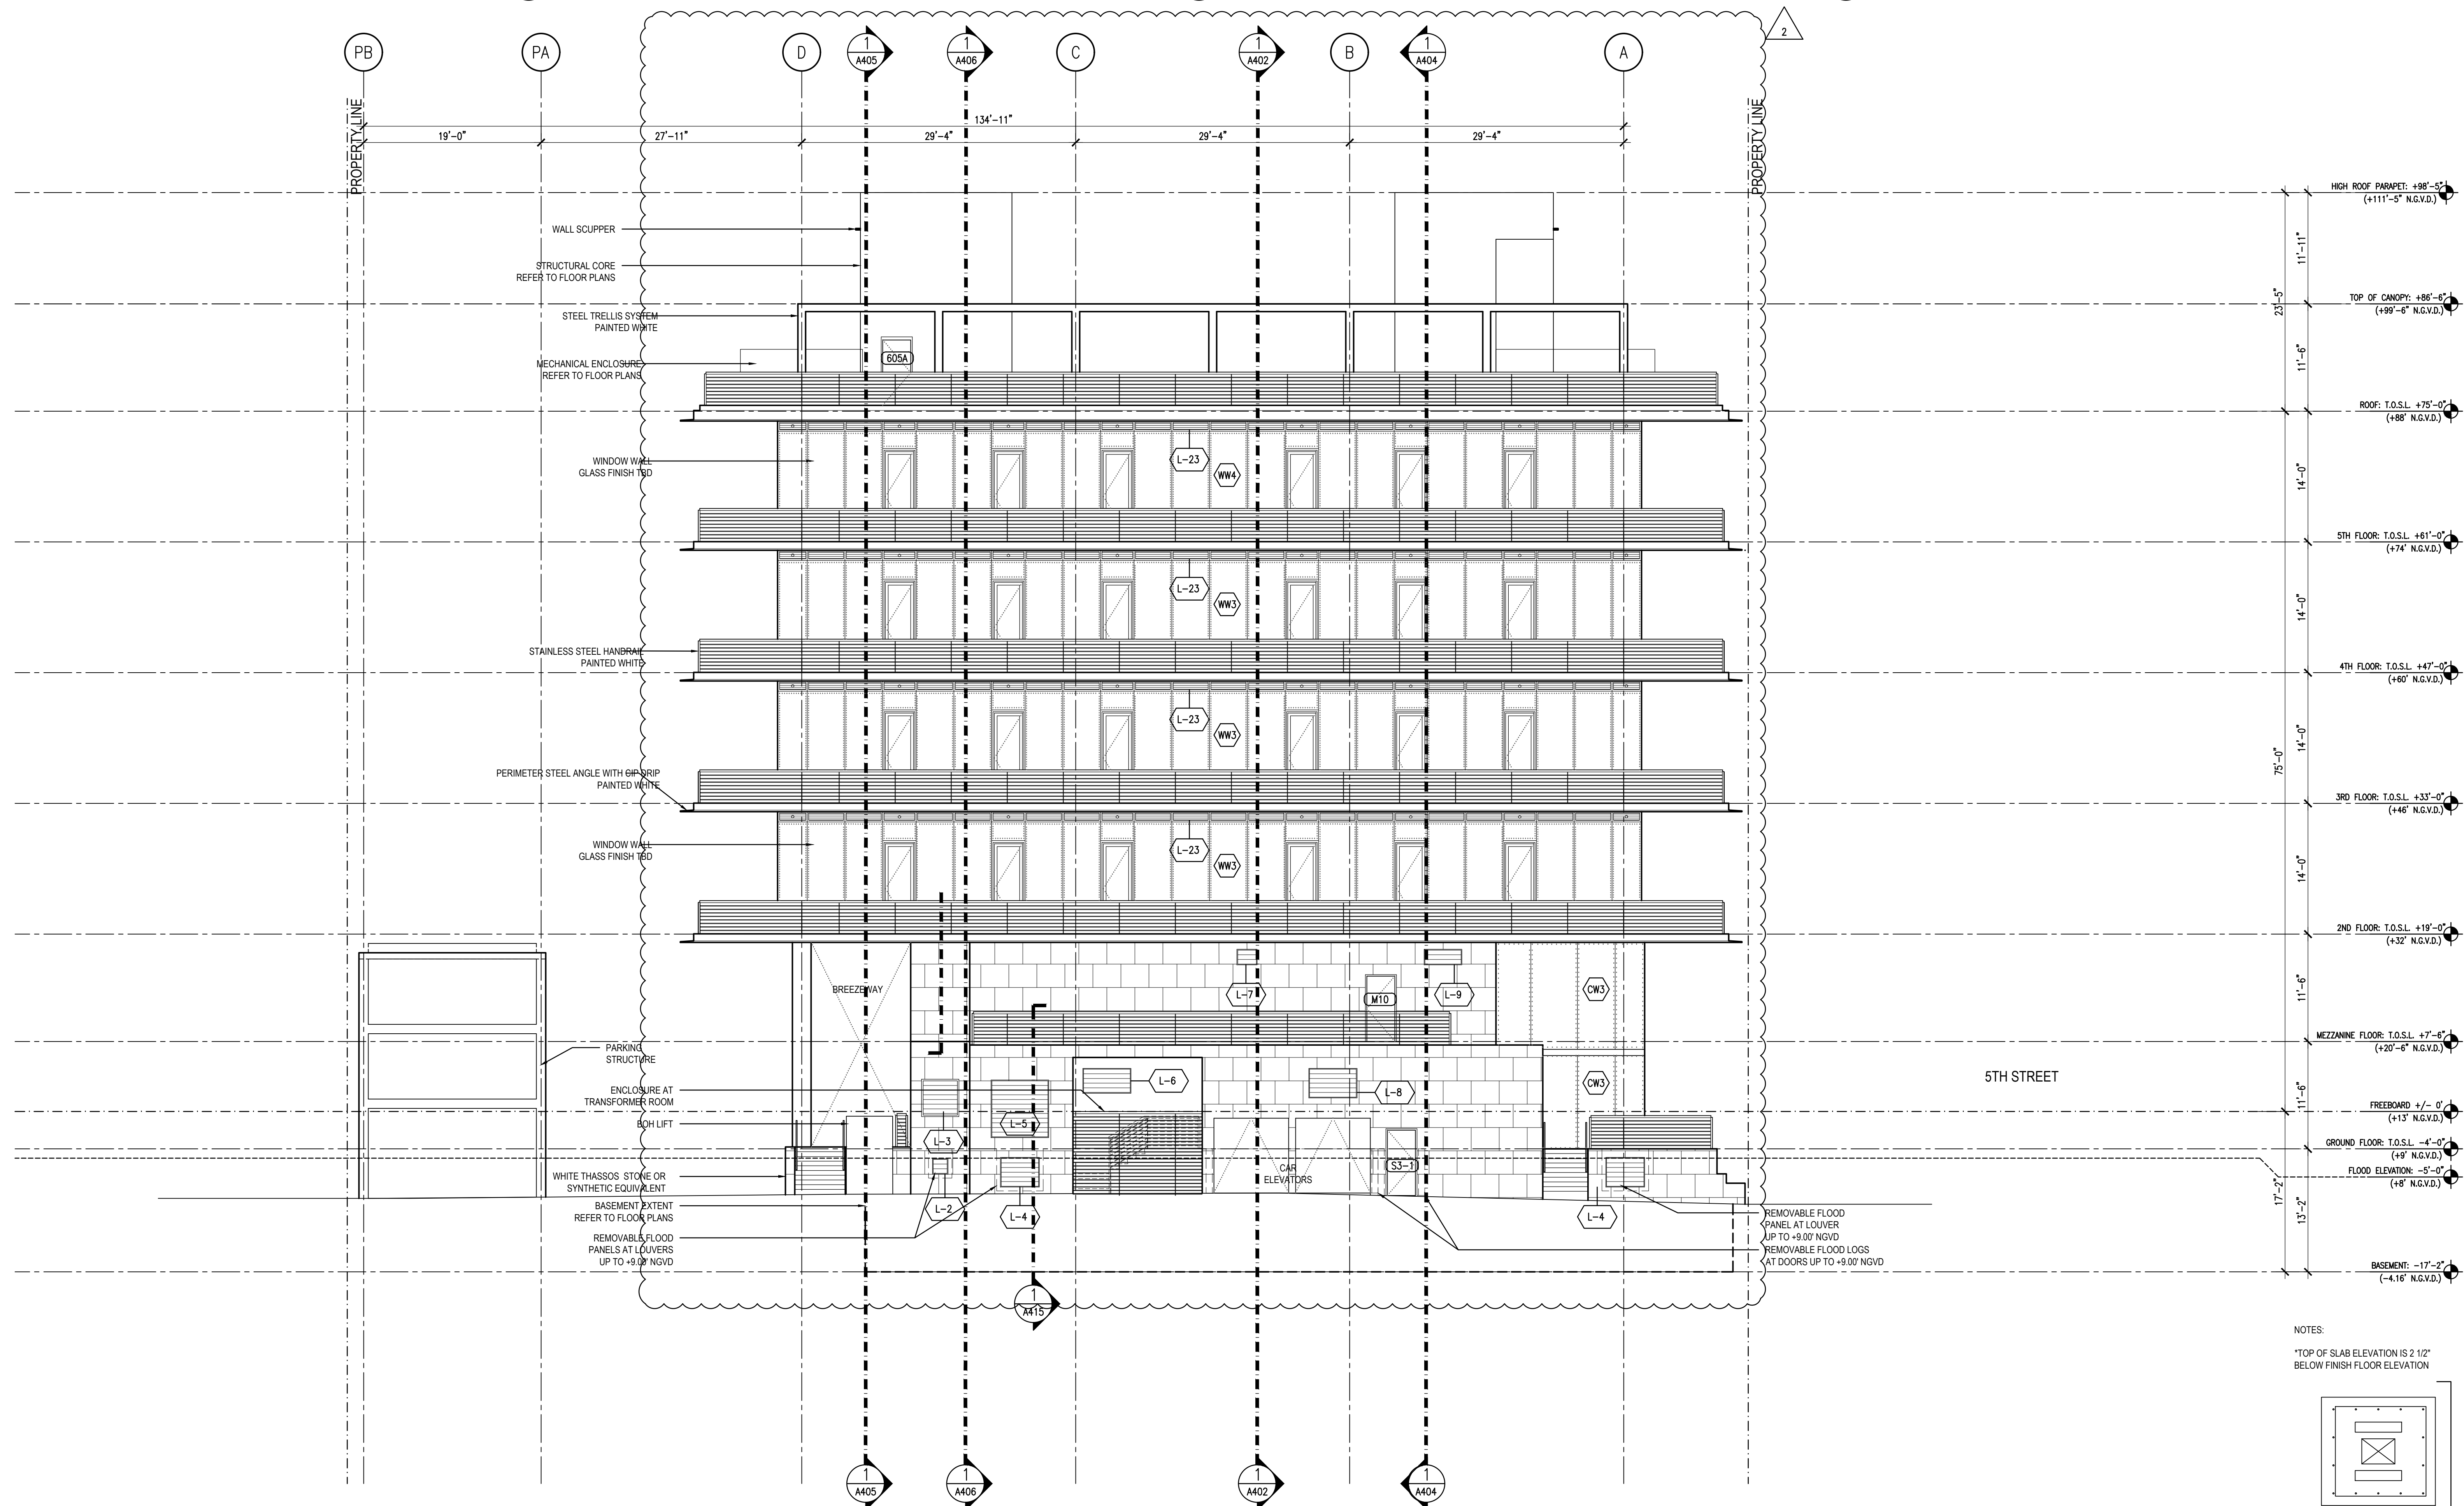 2
PB
PA
D
1
A405
1
A406
C
1
A402
B
1
A404
A
PROPERTY LINE
PROPERTY LINE
134'-11"
19'-0"
27'-11"
29'-4"
29'-4"
29'-4"
HIGH ROOF PARAPET: +98'-5"
(+111'-5" N.G.V.D.)
WALL SCUPPER
11'-11"
STRUCTURAL CORE
REFER TO FLOOR PLANS
23'-5"
TOP OF CANOPY: +86'-6"
(+99'-6" N.G.V.D.)
STEEL TRELLIS SYSTEM
PAINTED WHITE
605A
11'-6"
MECHANICAL ENCLOSURE
REFER TO FLOOR PLANS
ROOF: T.O.S.L. +75'-0"
(+88' N.G.V.D.)
WINDOW WALL
GLASS FINISH TBD
L-23
WW4
14'-0"
5TH FLOOR: T.O.S.L. +61'-0"
(+74' N.G.V.D.)
L-23
WW3
14'-0"
STAINLESS STEEL HANDRAIL
PAINTED WHITE
4TH FLOOR: T.O.S.L. +47'-0"
(+60' N.G.V.D.)
L-23
WW3
14'-0"
75'-0"
PERIMETER STEEL ANGLE WITH CIP DRIP
PAINTED WHITE
3RD FLOOR: T.O.S.L. +33'-0"
(+46' N.G.V.D.)
WINDOW WALL
GLASS FINISH TBD
L-23
WW3
14'-0"
2ND FLOOR: T.O.S.L. +19'-0"
(+32' N.G.V.D.)
BREEZEWAY
L-7
M10
L-9
CW3
11'-6"
MEZZANINE FLOOR: T.O.S.L. +7'-6"
(+20'-6" N.G.V.D.)
PARKING
STRUCTURE
L-6
L-8
CW3
5TH STREET
ENCLOSURE AT
TRANSFORMER ROOM
11'-6"
FREEBOARD +/- 0'
(+13' N.G.V.D.)
BOH LIFT
L-3
L-5
GROUND FLOOR: T.O.S.L. -4'-0"
(+9' N.G.V.D.)
WHITE THASSOS STONE OR
SYNTHETIC EQUIVALENT
CAR
ELEVATORS
S3-1
FLOOD ELEVATION: -5'-0"
(+8' N.G.V.D.)
BASEMENT EXTENT
REFER TO FLOOR PLANS
L-2
L-4
L-4
17'-2"
13'-2"
REMOVABLE FLOOD
PANELS AT LOUVERS
UP TO +9.00' NGVD
REMOVABLE FLOOD
PANEL AT LOUVER
UP TO +9.00' NGVD
REMOVABLE FLOOD LOGS
AT DOORS UP TO +9.00' NGVD
BASEMENT: -17'-2"
(-4.16' N.G.V.D.)
1
A415
NOTES:
"TOP OF SLAB ELEVATION IS 2 1/2"
BELOW FINISH FLOOR ELEVATION
1
A405
1
A406
1
A402
1
A404